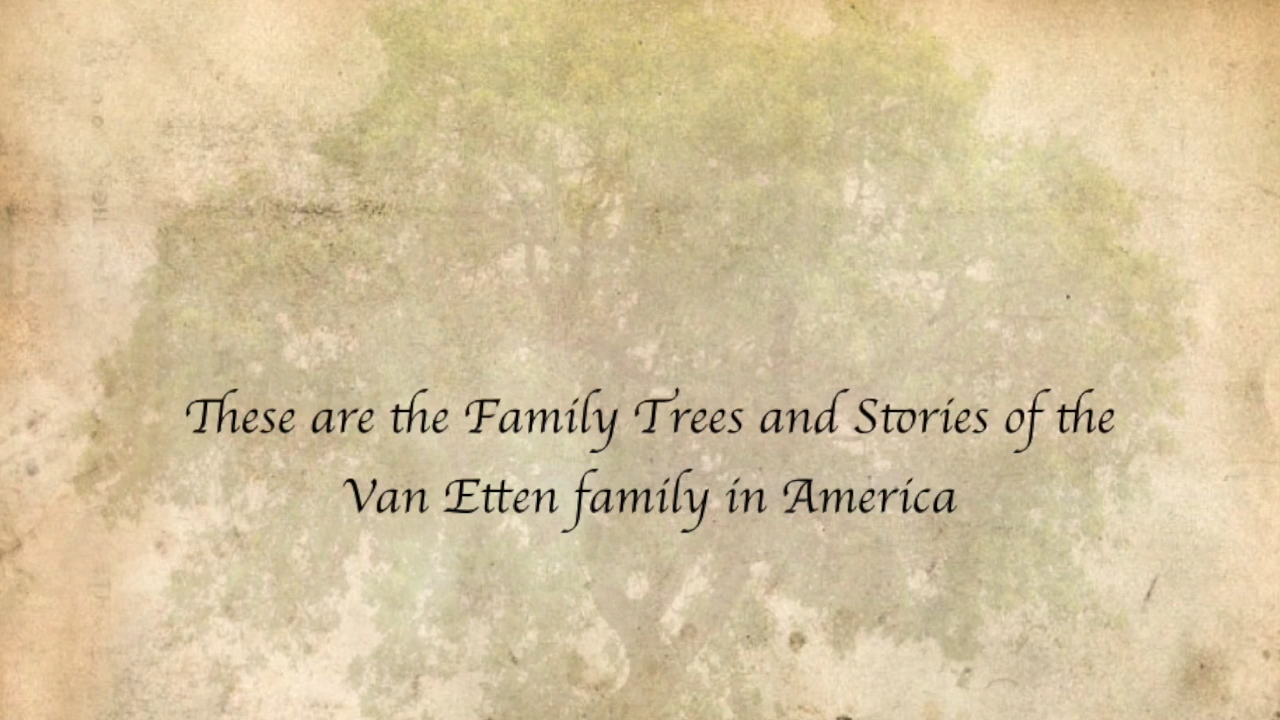 These are the Family Trees and Stories of the
Van Etten family in America